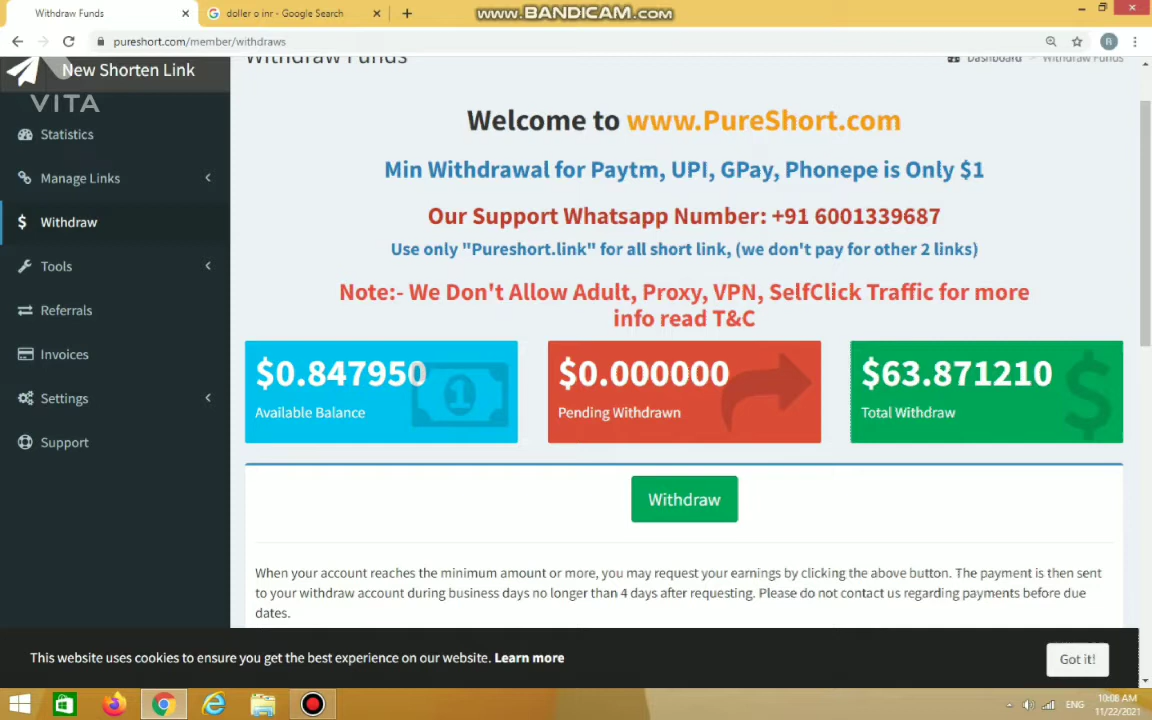 Withdraw Funds
doller o inr - Google Search
www.BANDICAM.com
pureshort.com/member/withdraws
R
New Shorten Link
VITA
Statistics
Manage Links
Withdraw
Tools
Referrals
Invoices
Settings
Support
Withdraw Funds
Dashboard
Withdraw Funds
Welcome to www.PureShort.com
Min Withdrawal for Paytm, UPI, GPay, Phonepe is Only $1
Our Support Whatsapp Number: +91 6001339687
Use only "Pureshort.link" for all short link, (we don't pay for other 2 links)
Note:- We Don't Allow Adult, Proxy, VPN, SelfClick Traffic for more
info read T&C
$0.847950
Available Balance
$0.000000
Pending Withdrawn
$63.871210
Total Withdraw
Withdraw
When your account reaches the minimum amount or more, you may request your earnings by clicking the above button. The payment is then sent
to your withdraw account during business days no longer than 4 days after requesting. Please do not contact us regarding payments before due
dates.
This website uses cookies to ensure you get the best experience on our website. Learn more
Got it!
ENG
10:08 AM
11/22/2021